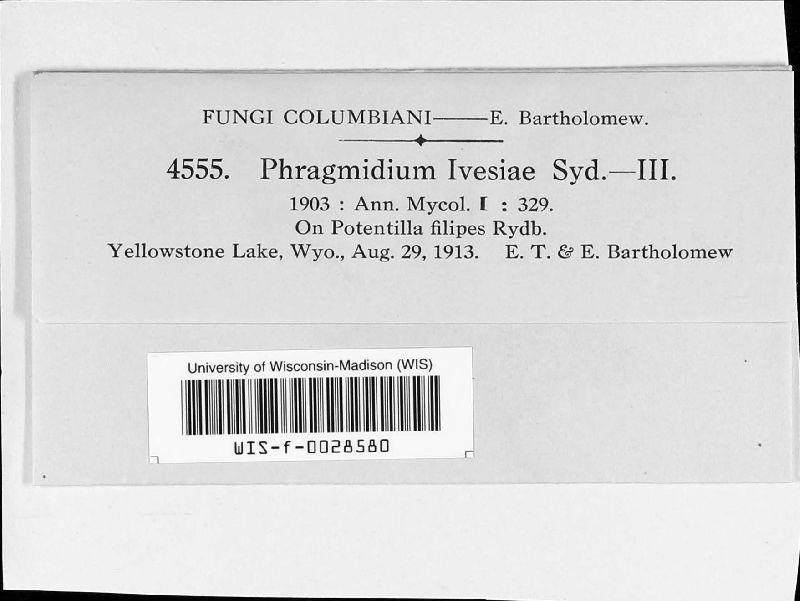 FUNGI COLUMBIANI——E. Bartholomew.
4555. Phragmidium Ivesiae Syd.—III.
1903 : Ann. Mycol. I : 329.
On Potentilla filipes Rydb.
Yellowstone Lake, Wyo., Aug. 29, 1913. E. T. & E. Bartholomew
University of Wisconsin-Madison (WIS)
WIS-f-0028580